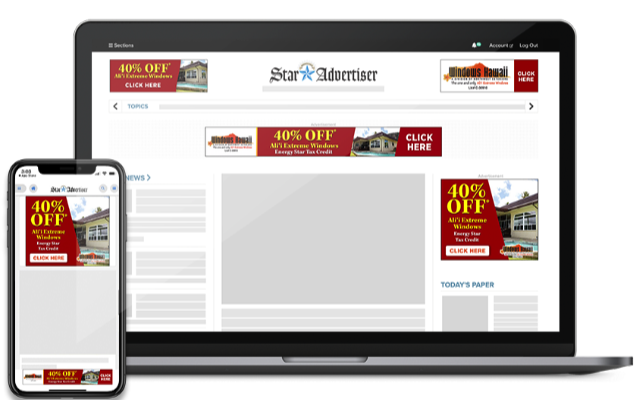 Sections
Account
Log Out
40% OFF*
Ali'i Extreme Windows
CLICK HERE
Star Advertiser
Windows Hawaii
CLICK
HERE
TOPICS
Advertisement
Windows Hawaii
40% OFF*
Ali'i Extreme Windows
Energy Star Tax Credit
CLICK
HERE
NEWS
Advertisement
40%
OFF*
Ali'i Extreme
Windows
Energy Star
Tax Credit
CLICK HERE
TODAY'S PAPER
Star Advertiser
40%
OFF*
Ali'i Extreme
Windows
Energy Star
Tax Credit
CLICK HERE
40% OFF*
CLICK
HERE